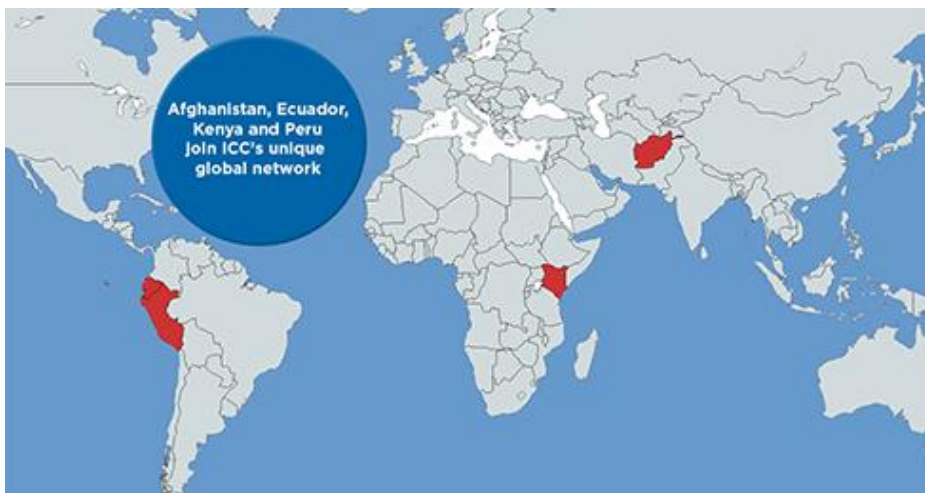 Afghanistan, Ecuador,
Kenya and Peru
join ICC's unique
global network